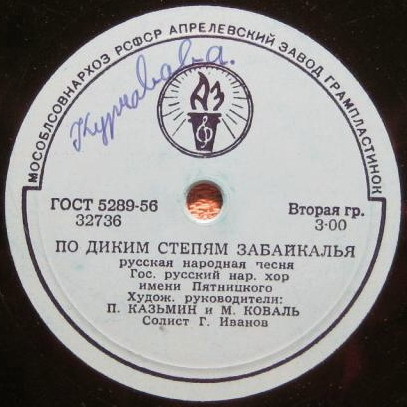 МОСОБЛСОВНАРХОЗ РСФСР АПРЕЛЕВСКИЙ ЗАВОД ГРАМПЛАСТИНОК
АЗ
ГОСТ 5289-56
32736
Вторая гр.
3-00
ПО ДИКИМ СТЕПЯМ ЗАБАЙКАЛЬЯ
русская народная песня
Гос. русский нар. хор
имени Пятницкого
Худож. руководители:
П. КАЗЬМИН и М. КОВАЛЬ
Солист Г. Иванов